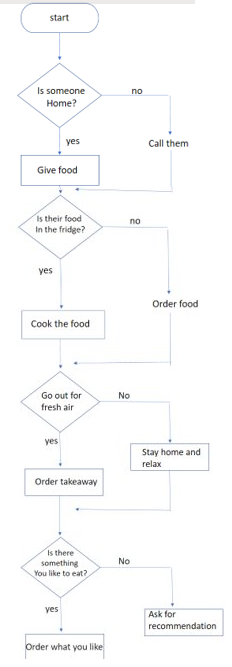 start
Is someone
Home?
no
Call them
yes
Give food
Is their food
In the fridge?
no
yes
Order food
Cook the food
Go out for
fresh air
No
yes
Stay home and
relax
Order takeaway
Is there
something
You like to eat?
No
yes
Ask for
recommendation
Order what you like